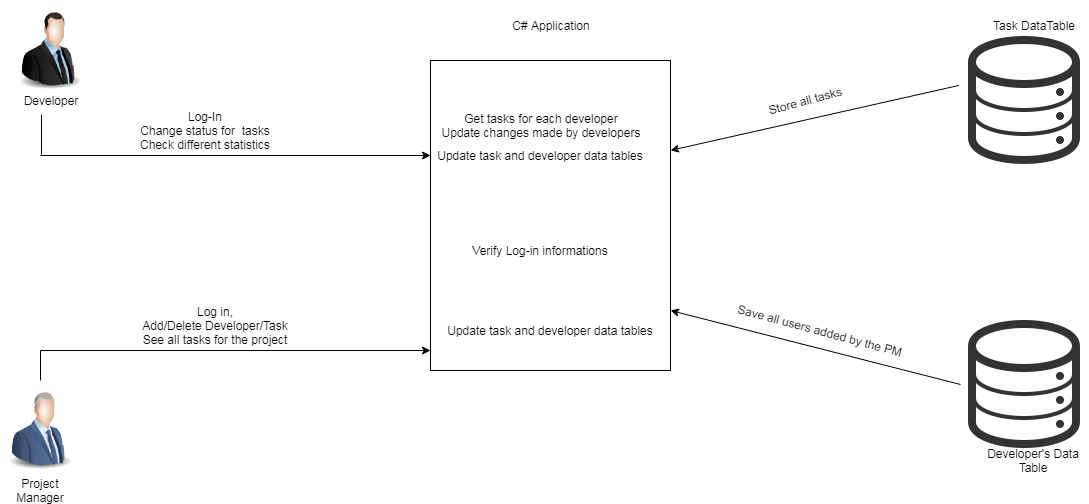 C# Application
Task DataTable
Developer
Log-In
Change status for tasks
Check different statistics
Get tasks for each developer
Update changes made by developers
Update task and developer data tables
Store all tasks
Verify Log-in informations
Log in,
Add/Delete Developer/Task
See all tasks for the project
Update task and developer data tables
Save all users added by the PM
Developer's Data
Table
Project
Manager